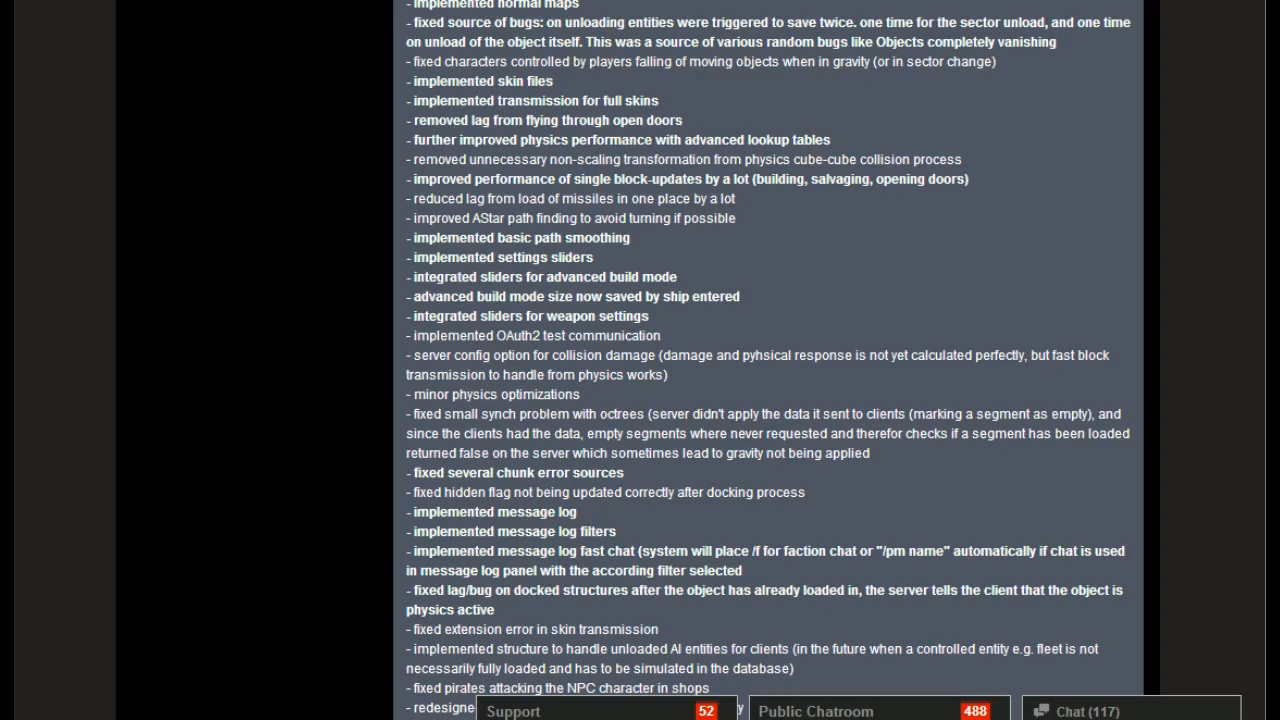 - implemented normal maps
- fixed source of bugs: on unloading entities were triggered to save twice. one time for the sector unload, and one time
on unload of the object itself. This was a source of various random bugs like Objects completely vanishing
- fixed characters controlled by players falling of moving objects when in gravity (or in sector change)
- implemented skin files
- implemented transmission for full skins
- removed lag from flying through open doors
- further improved physics performance with advanced lookup tables
- removed unnecessary non-scaling transformation from physics cube-cube collision process
- improved performance of single block-updates by a lot (building, salvaging, opening doors)
- reduced lag from load of missiles in one place by a lot
- improved AStar path finding to avoid turning if possible
- implemented basic path smoothing
- implemented settings sliders
- integrated sliders for advanced build mode
- advanced build mode size now saved by ship entered
- integrated sliders for weapon settings
- implemented OAuth2 test communication
- server config option for collision damage (damage and pyhsical response is not yet calculated perfectly, but fast block
transmission to handle from physics works)
- minor physics optimizations
- fixed small synch problem with octrees (server didn't apply the data it sent to clients (marking a segment as empty), and
since the clients had the data, empty segments where never requested and therefor checks if a segment has been loaded
returned false on the server which sometimes lead to gravity not being applied
- fixed several chunk error sources
- fixed hidden flag not being updated correctly after docking process
- implemented message log
- implemented message log filters
- implemented message log fast chat (system will place /f for faction chat or "/pm name" automatically if chat is used
in message log panel with the according filter selected
- fixed lag/bug on docked structures after the object has already loaded in, the server tells the client that the object is
physics active
- fixed extension error in skin transmission
- implemented structure to handle unloaded AI entities for clients (in the future when a controlled entity e.g. fleet is not
necessarily fully loaded and has to be simulated in the database)
- fixed pirates attacking the NPC character in shops
- redesigne
Support 52 Public Chatroom 488 Chat (117)